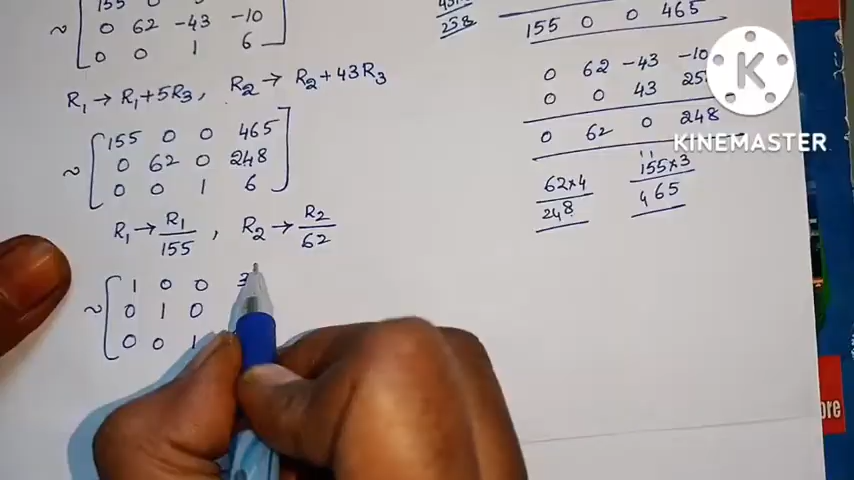 155 0
~ 0 62 -43 -10
0 0 1 6
R₁ → R₁+5R₃, R₂ → R₂+43R₃
~ 155 0 0 465
0 62 0 248
0 0 1 6
R₁ → R₁/155 , R₂ → R₂/62
~ 1 0 0 3
0 1 0
0 0 1
258
155 0 0 465
0 62 -43 -10
0 0 43
0 62 0 248
62×4
248
155×3
465
K
KINEMASTER